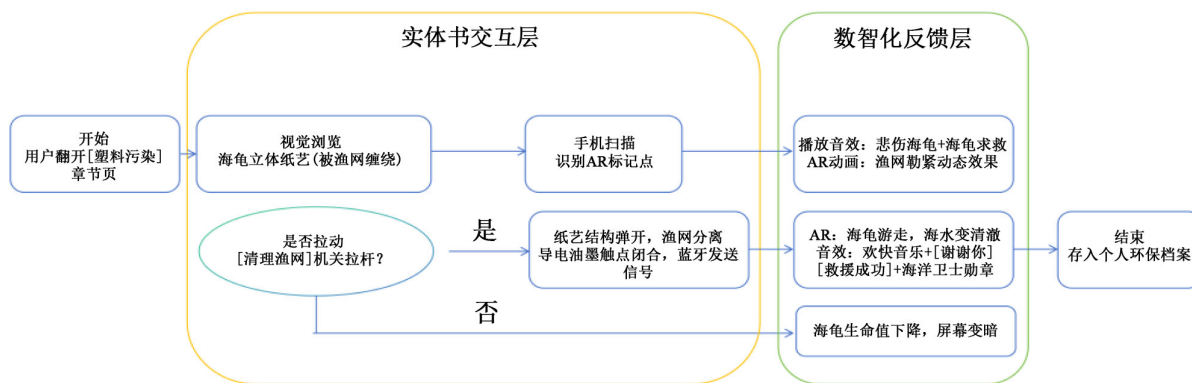 实体书交互层
数智化反馈层
开始
用户翻开[塑料污染]
章节页
视觉浏览
海龟立体纸艺(被渔网缠绕)
手机扫描
识别AR标记点
播放音效：悲伤海龟+海龟求救
AR动画：渔网勒紧动态效果
是否拉动
[清理渔网]机关拉杆？
是
纸艺结构弹开，渔网分离
导电油墨触点闭合，蓝牙发送
信号
AR：海龟游走，海水变清澈
音效：欢快音乐+[谢谢你]
[救援成功]+海洋卫士勋章
结束
存入个人环保档案
否
海龟生命值下降，屏幕变暗